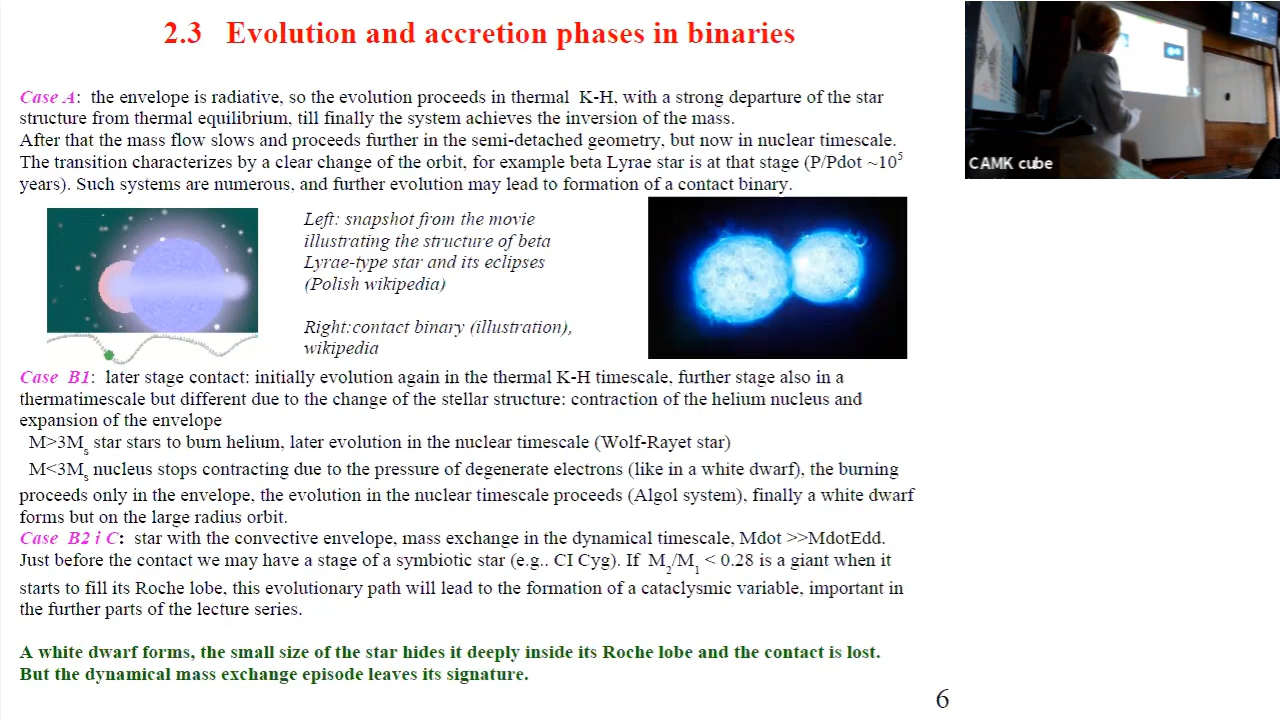 2.3 Evolution and accretion phases in binaries
Case A: the envelope is radiative, so the evolution proceeds in thermal K-H, with a strong departure of the star
structure from thermal equilibrium, till finally the system achieves the inversion of the mass.
After that the mass flow slows and proceeds further in the semi-detached geometry, but now in nuclear timescale.
The transition characterizes by a clear change of the orbit, for example beta Lyrae star is at that stage (P/Pdot ~10⁵
years). Such systems are numerous, and further evolution may lead to formation of a contact binary.
Left: snapshot from the movie
illustrating the structure of beta
Lyrae-type star and its eclipses
(Polish wikipedia)
Right:contact binary (illustration),
wikipedia
Case B1: later stage contact: initially evolution again in the thermal K-H timescale, further stage also in a
thermatimescale but different due to the change of the stellar structure: contraction of the helium nucleus and
expansion of the envelope
M>3Mₛ star stars to burn helium, later evolution in the nuclear timescale (Wolf-Rayet star)
M<3Mₛ nucleus stops contracting due to the pressure of degenerate electrons (like in a white dwarf), the burning
proceeds only in the envelope, the evolution in the nuclear timescale proceeds (Algol system), finally a white dwarf
forms but on the large radius orbit.
Case B2 i C: star with the convective envelope, mass exchange in the dynamical timescale, Mdot >>MdotEdd.
Just before the contact we may have a stage of a symbiotic star (e.g.. CI Cyg). If M₂/M₁ < 0.28 is a giant when it
starts to fill its Roche lobe, this evolutionary path will lead to the formation of a cataclysmic variable, important in
the further parts of the lecture series.
A white dwarf forms, the small size of the star hides it deeply inside its Roche lobe and the contact is lost.
But the dynamical mass exchange episode leaves its signature.
6
CAMK cube